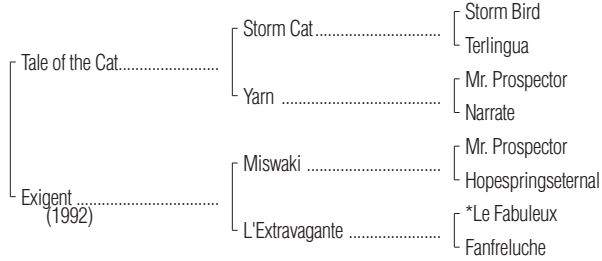 Storm Bird
Storm Cat..................................
Terlingua
Tale of the Cat...........................
Mr. Prospector
Yarn ...........................................
Narrate
Mr. Prospector
Miswaki ....................................
Hopespringseternal
Exigent .......................
(1992)
*Le Fabuleux
L'Extravagante ........................
Fanfreluche